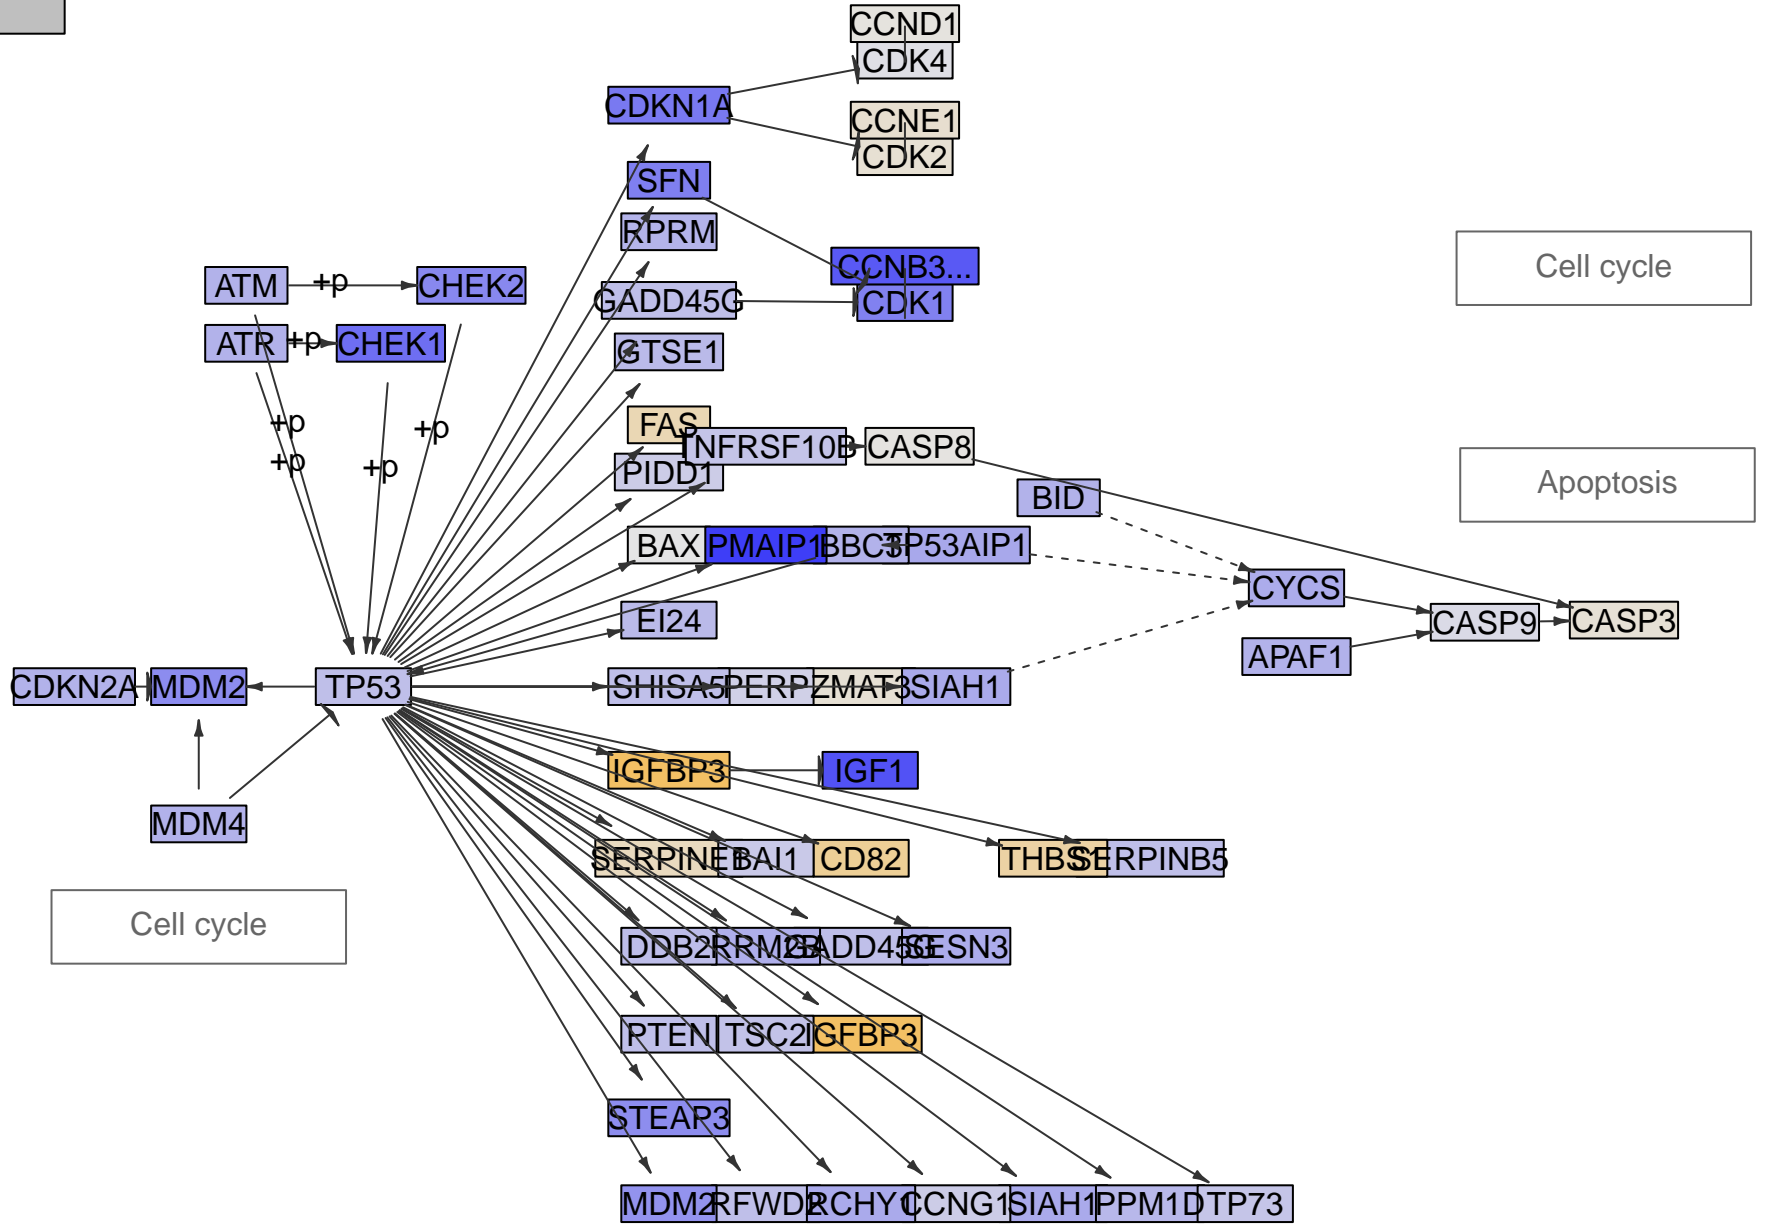 CCND1
CDK4
CDKN1A
CCNE1
CDK2
SFN
RPRM
Cell cycle
CCNB3...
ATM
+p
CHEK2
GADD45G
CDK1
ATR
+p
CHEK1
GTSE1
FAS
+p
+p
TNFRSF10B
CASP8
+p
+p
PIDD1
Apoptosis
BID
BAX
PMAIP1
BBC3
TP53AIP1
CYCS
EI24
CASP9
CASP3
APAF1
CDKN2A
MDM2
TP53
SHISA5
PERP
ZMAT3
SIAH1
IGFBP3
IGF1
MDM4
SERPINE1
BAI1
CD82
THBS1
SERPINB5
Cell cycle
DDB2
RRM2B
GADD45G
SESN3
PTEN
TSC2
IGFBP3
STEAP3
MDM2
RFWD2
RCHY1
CCNG1
SIAH1
PPM1D
TP73